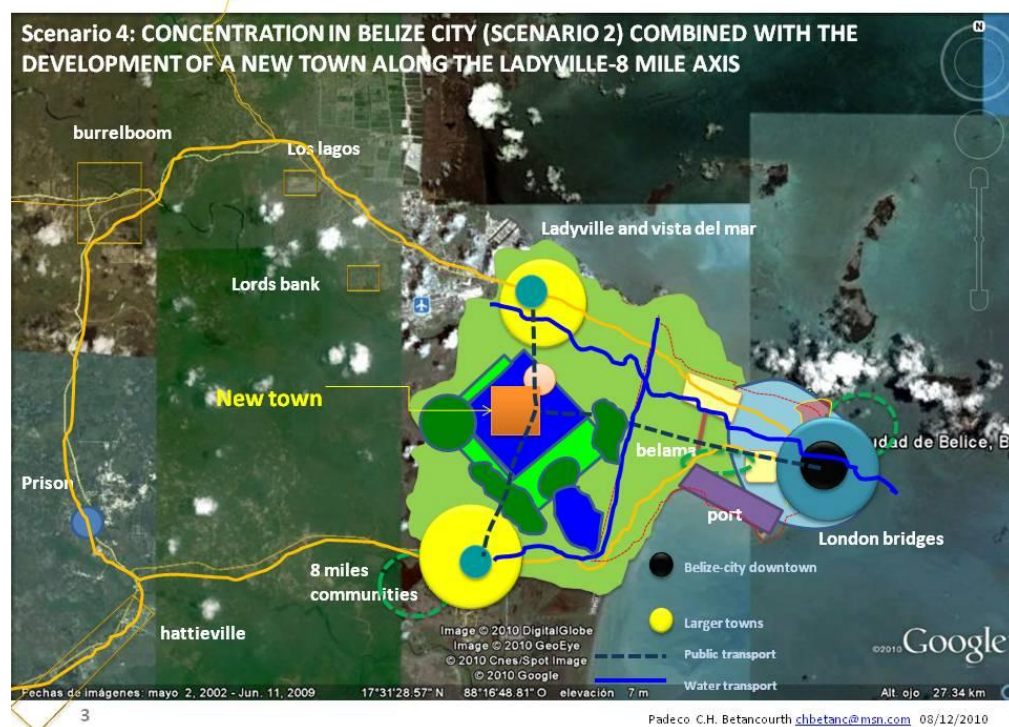 Scenario 4: CONCENTRATION IN BELIZE CITY (SCENARIO 2) COMBINED WITH THE
DEVELOPMENT OF A NEW TOWN ALONG THE LADYVILLE-8 MILE AXIS
N
burrelboom
Los lagos
Ladyville and vista del mar
Lords bank
New town
belama
udad de Belice, B
Prison
port
London bridges
8 miles
communities
Belize-city downtown
hattieville
Larger towns
Image © 2010 DigitalGlobe
Image © 2010 GeoEye
© 2010 Cnes/Spot Image
© 2010 Google
©2010 Google
Public transport
Water transport
Fechas de imágenes: mayo 2, 2002 - Jun. 11, 2009 17°31'28.57" N 88°16'48.81" O elevación 7 m Alt. ojo 27.34 km
3
Padeco C.H. Betancourth chbetanc@msn.com 08/12/2010